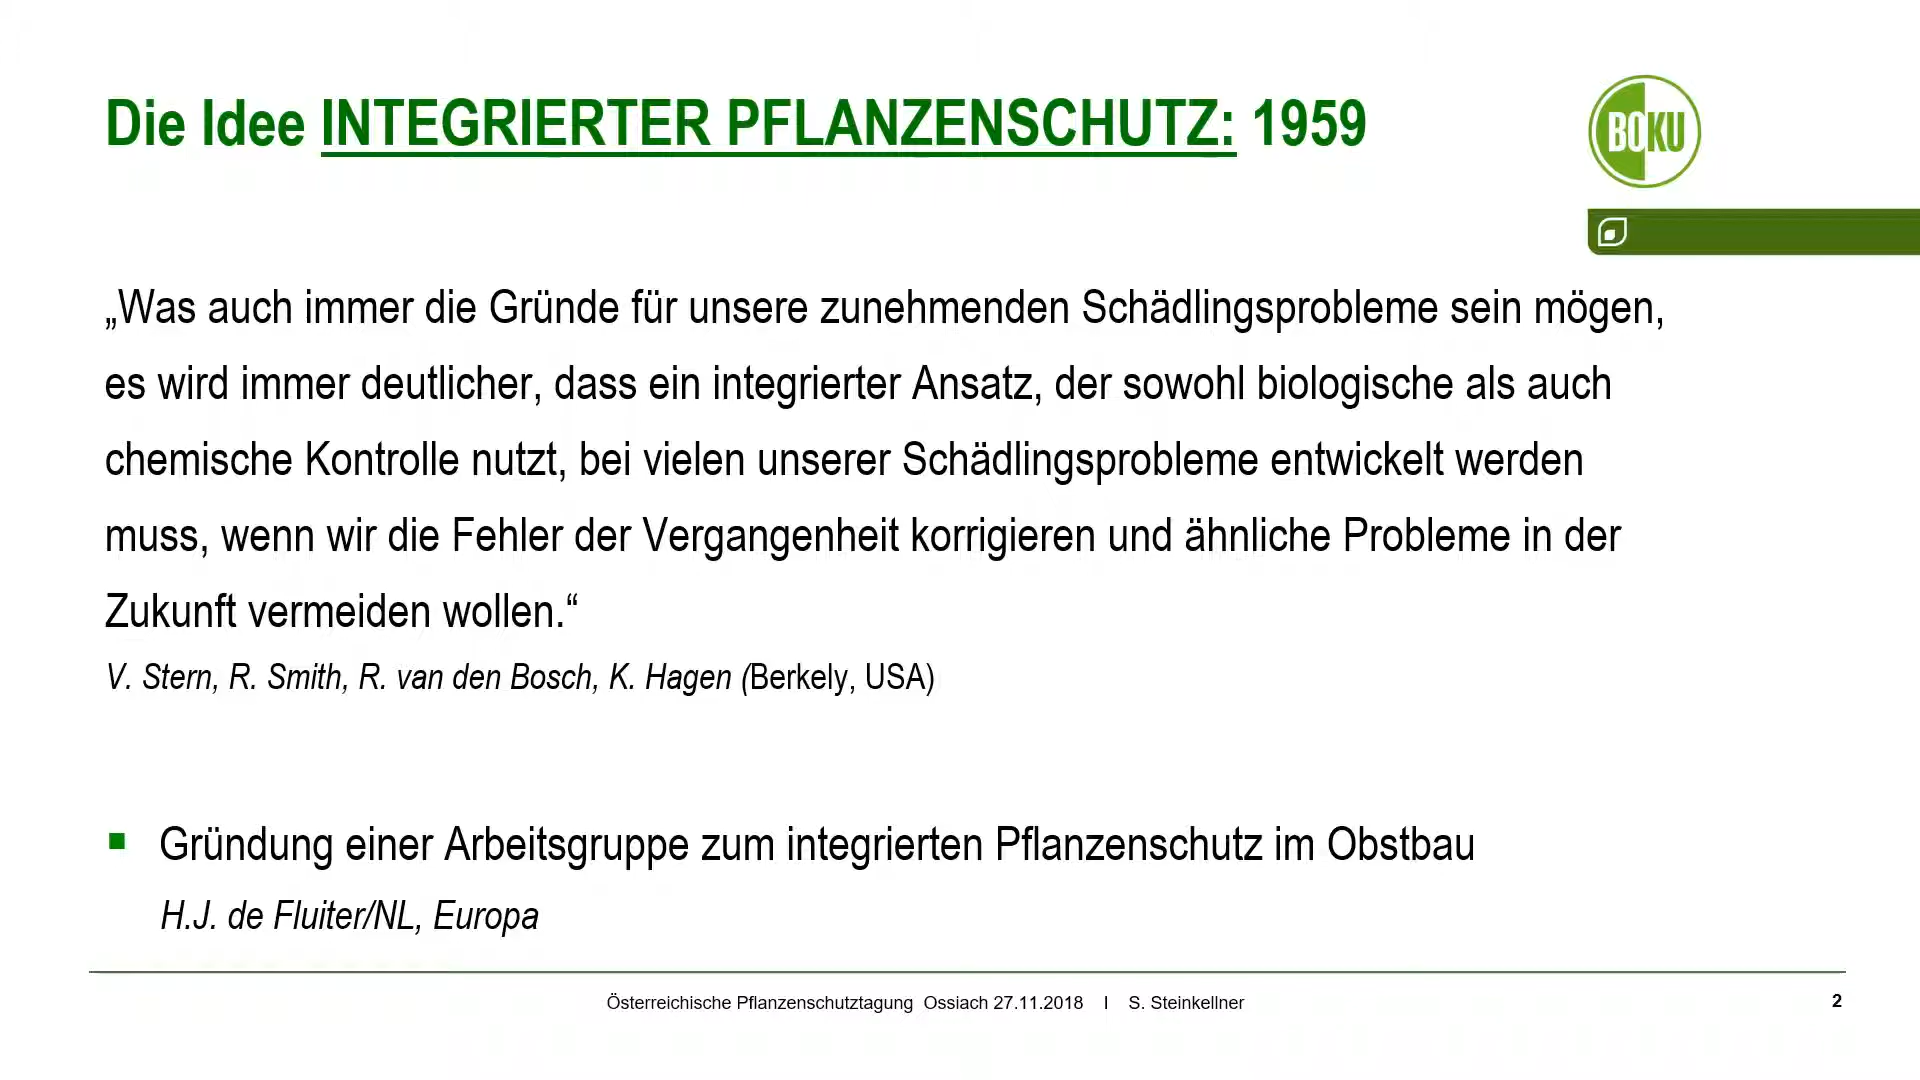 Die Idee INTEGRIERTER PFLANZENSCHUTZ: 1959
BOKU
„Was auch immer die Gründe für unsere zunehmenden Schädlingsprobleme sein mögen,
es wird immer deutlicher, dass ein integrierter Ansatz, der sowohl biologische als auch
chemische Kontrolle nutzt, bei vielen unserer Schädlingsprobleme entwickelt werden
muss, wenn wir die Fehler der Vergangenheit korrigieren und ähnliche Probleme in der
Zukunft vermeiden wollen.“
V. Stern, R. Smith, R. van den Bosch, K. Hagen (Berkely, USA)
Gründung einer Arbeitsgruppe zum integrierten Pflanzenschutz im Obstbau
H.J. de Fluiter/NL, Europa
Österreichische Pflanzenschutztagung Ossiach 27.11.2018 I S. Steinkellner
2